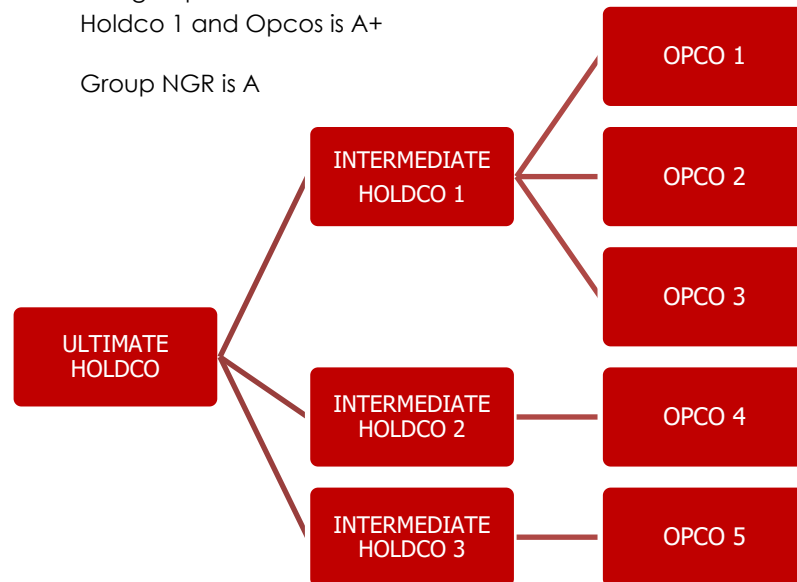 Holdco 1 and Opcos is A+
Group NGR is A
OPCO 1
INTERMEDIATE
HOLDCO 1
OPCO 2
OPCO 3
ULTIMATE
HOLDCO
INTERMEDIATE
HOLDCO 2
OPCO 4
INTERMEDIATE
HOLDCO 3
OPCO 5